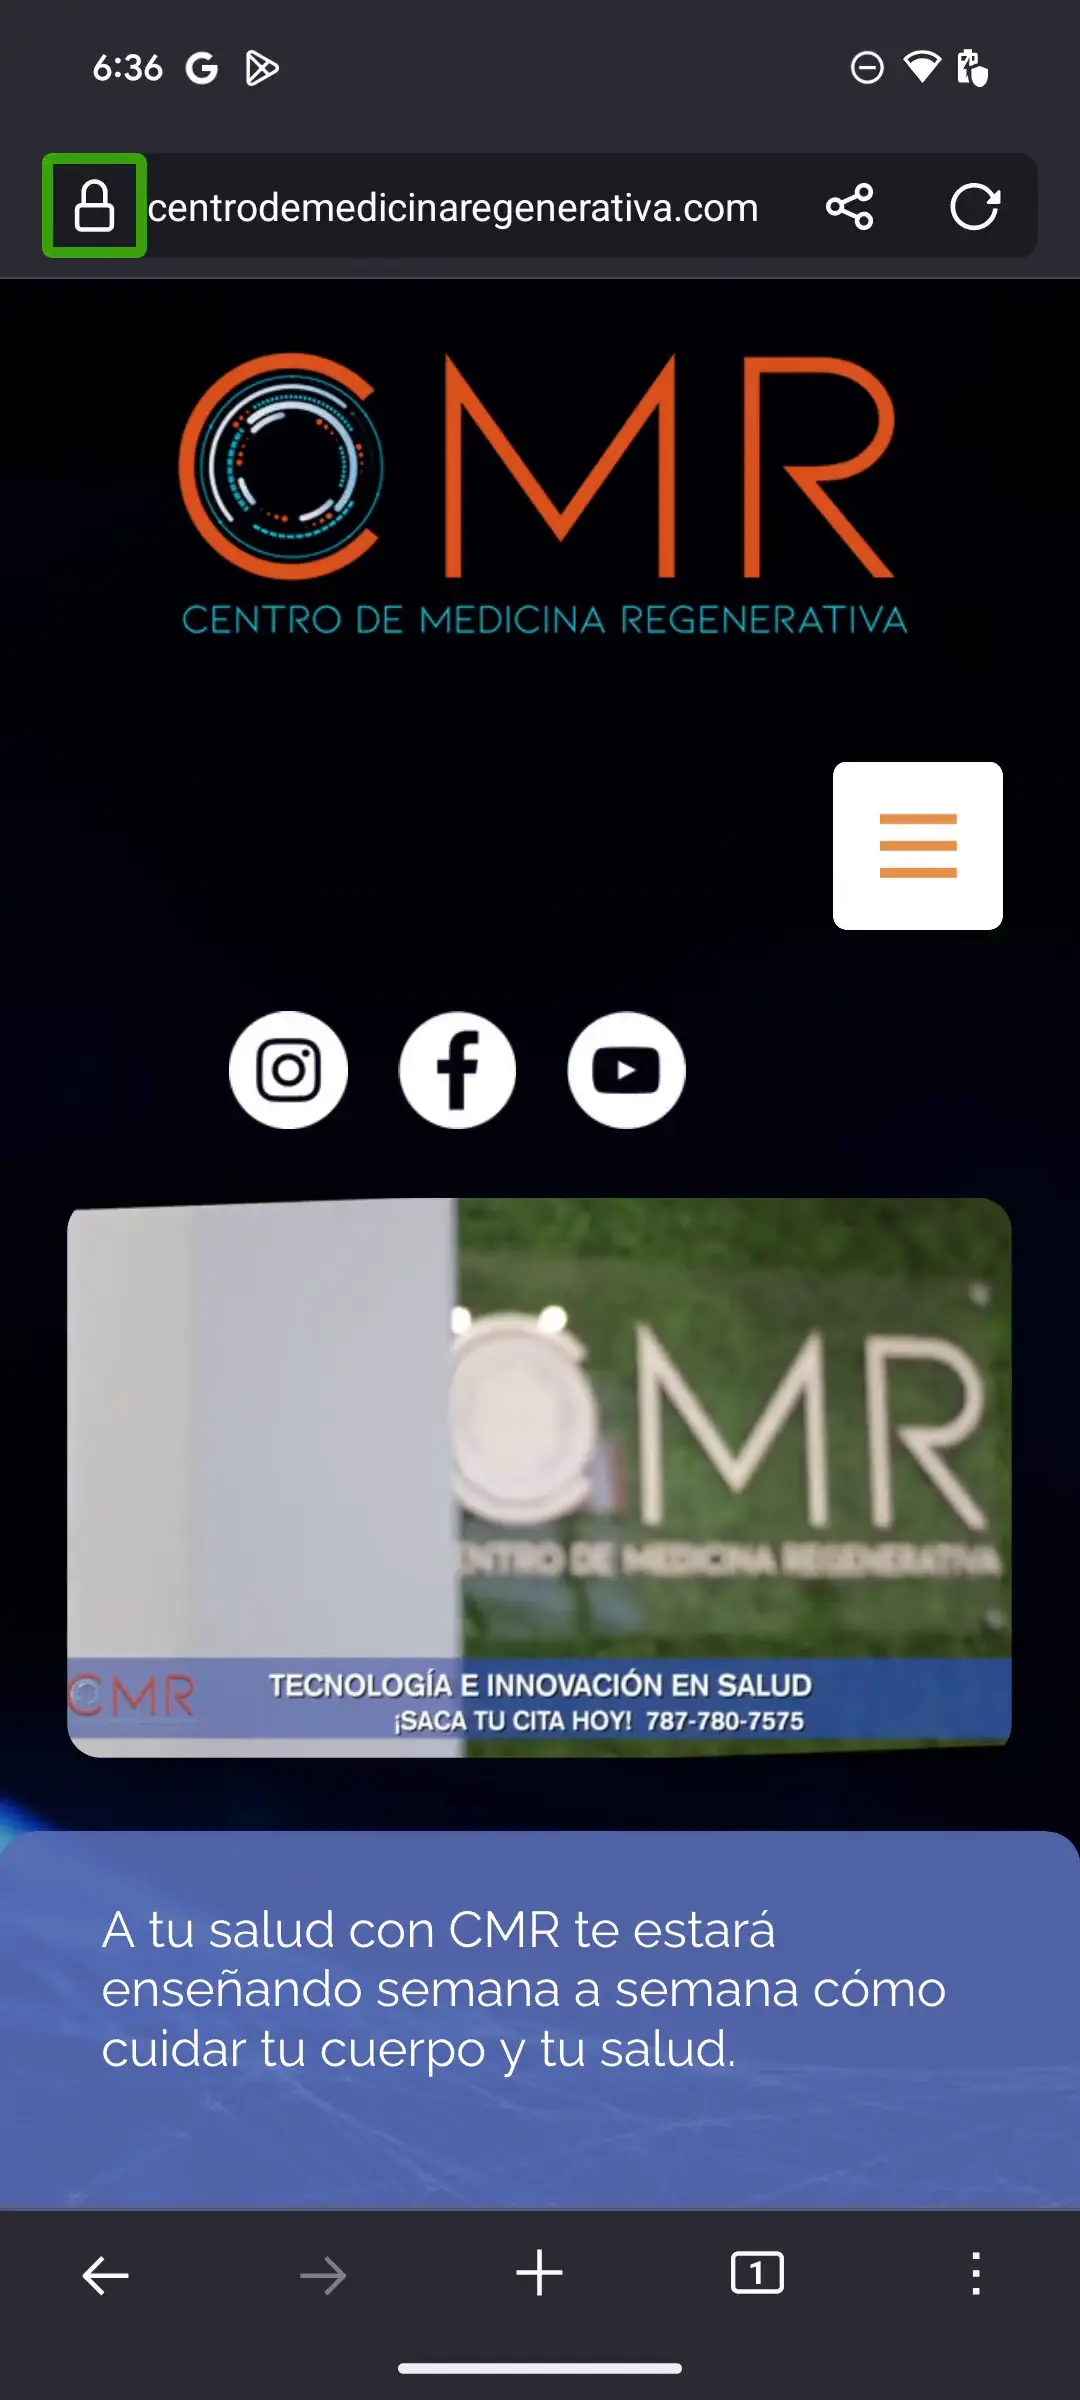 6:36
centrodemedicinaregenerativa.com
CMR
CENTRO DE MEDICINA REGENERATIVA
CMR
ENTRO DE MEDICINA REGENERATIVA
CMR
TECNOLOGÍA E INNOVACIÓN EN SALUD
¡SACA TU CITA HOY! 787-780-7575
A tu salud con CMR te estará
enseñando semana a semana cómo
cuidar tu cuerpo y tu salud.
1